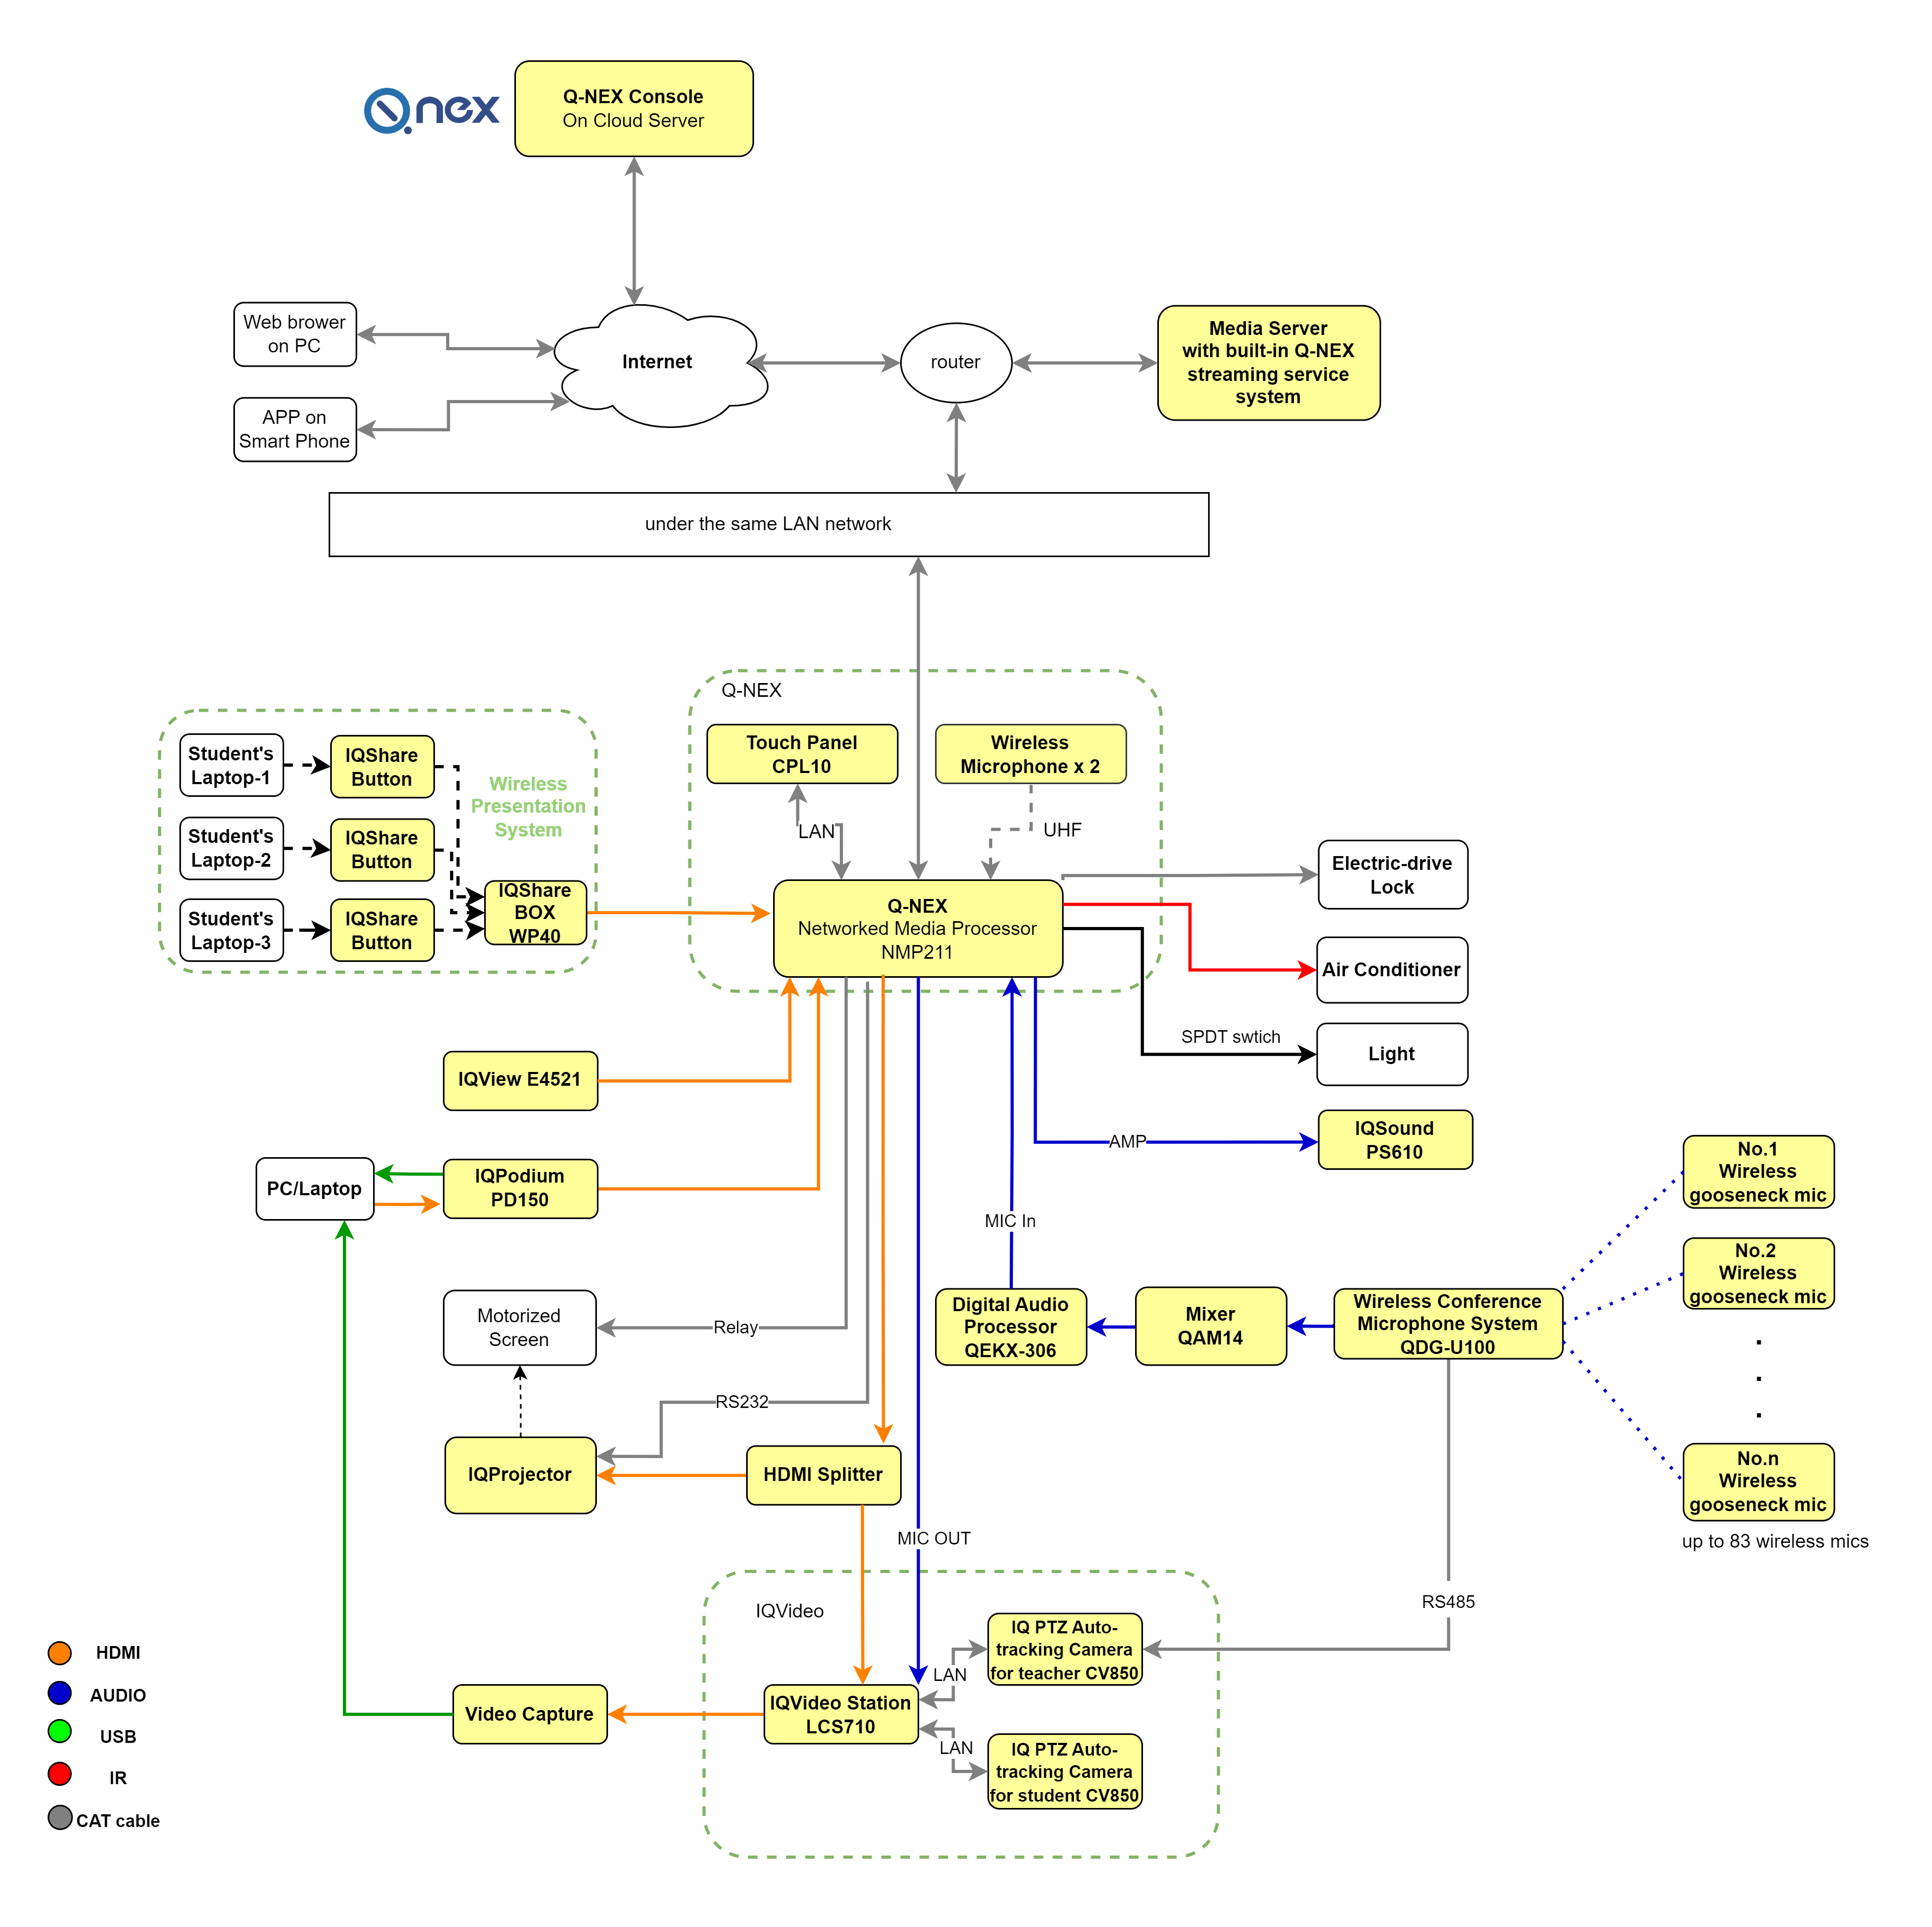 Qnex
Q-NEX Console
On Cloud Server
Web brower
on PC
APP on
Smart Phone
Internet
router
Media Server
with built-in Q-NEX
streaming service
system
under the same LAN network
Q-NEX
Touch Panel
CPL10
Wireless
Microphone x 2
LAN
UHF
Student's
Laptop-1
IQShare
Button
Wireless
Presentation
System
Student's
Laptop-2
IQShare
Button
Student's
Laptop-3
IQShare
Button
IQShare
BOX
WP40
Q-NEX
Networked Media Processor
NMP211
Electric-drive
Lock
Air Conditioner
SPDT swtich
Light
IQView E4521
AMP
IQSound
PS610
PC/Laptop
IQPodium
PD150
MIC In
No.1
Wireless
gooseneck mic
No.2
Wireless
gooseneck mic
.
.
.
No.n
Wireless
gooseneck mic
up to 83 wireless mics
Motorized
Screen
Relay
Digital Audio
Processor
QEKX-306
Mixer
QAM14
Wireless Conference
Microphone System
QDG-U100
RS232
IQProjector
HDMI Splitter
MIC OUT
RS485
IQVideo
IQ PTZ Auto-
tracking Camera
for teacher CV850
LAN
Video Capture
IQVideo Station
LCS710
LAN
IQ PTZ Auto-
tracking Camera
for student CV850
HDMI
AUDIO
USB
IR
CAT cable